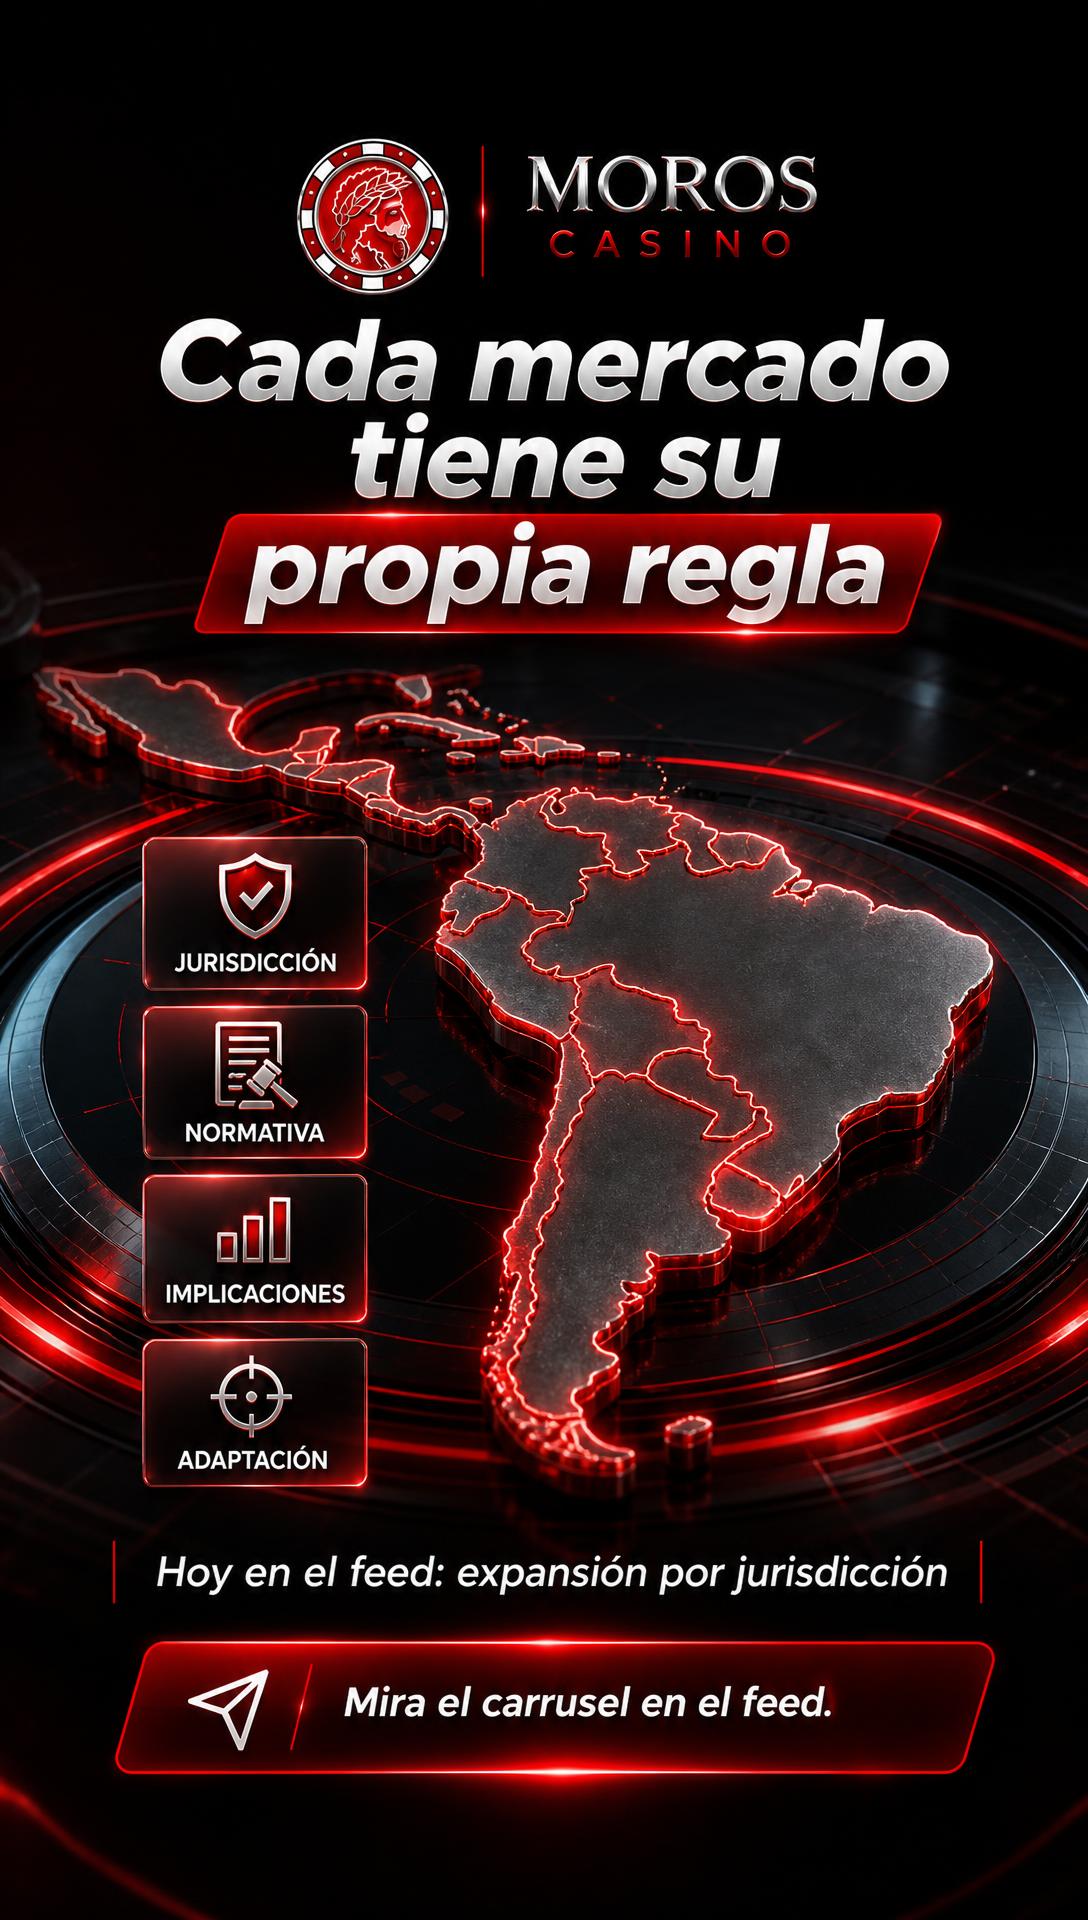 MOROS
CASINO
Cada mercado
tiene su
propia regla
JURISDICCIÓN
NORMATIVA
IMPLICACIONES
ADAPTACIÓN
Hoy en el feed: expansión por jurisdicción
Mira el carrusel en el feed.